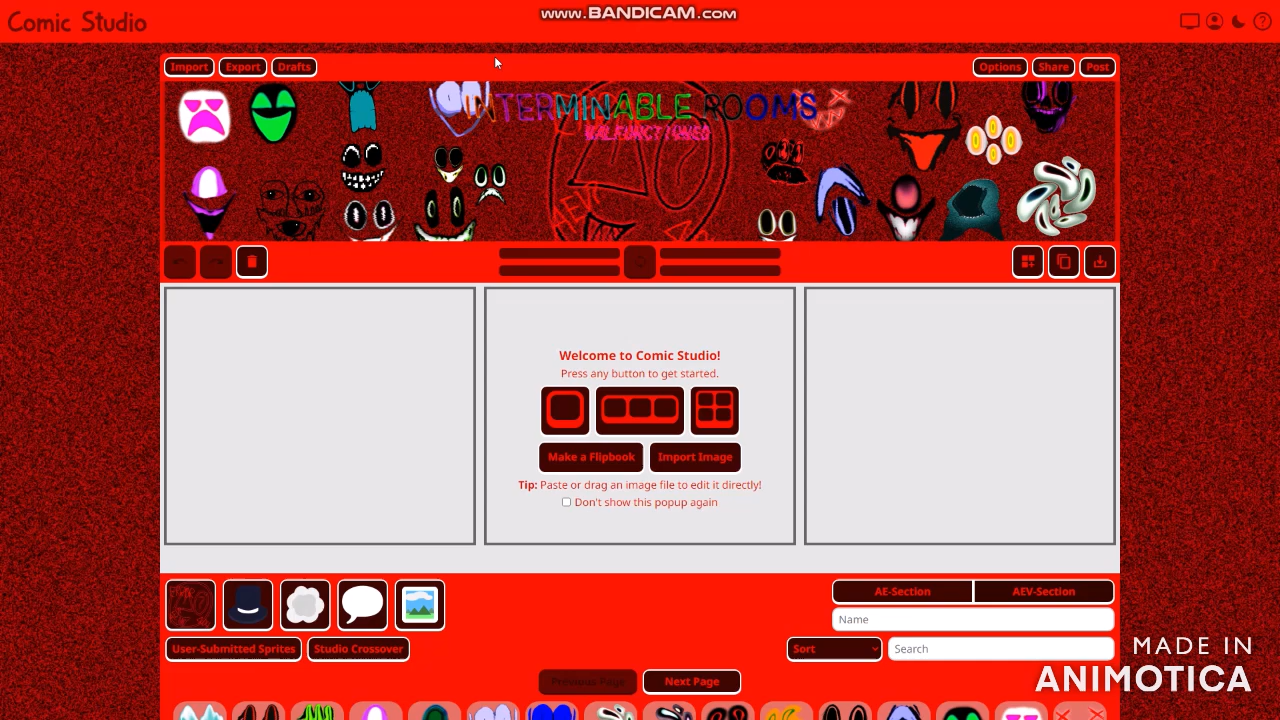 Comic Studio
www.BANDICAM.com
Import
Export
Drafts
Options
Share
Post
INTERMINABLE ROOMS
MALFUNCTIONED
Welcome to Comic Studio!
Press any button to get started.
Make a Flipbook
Import Image
Tip: Paste or drag an image file to edit it directly!
Don't show this popup again
AE-Section
AEV-Section
Name
User-Submitted Sprites
Studio Crossover
Sort
Search
Previous Page
Next Page
MADE IN
ANIMOTICA